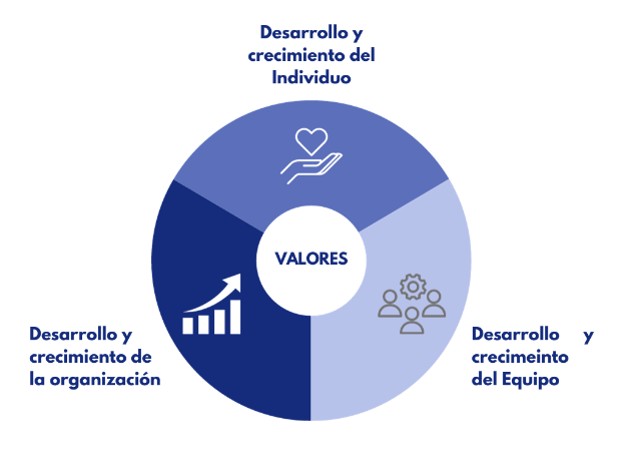 Desarrollo y
crecimiento del
Individuo
VALORES
Desarrollo y
crecimiento de
la organización
Desarrollo y
crecimeinto
del Equipo